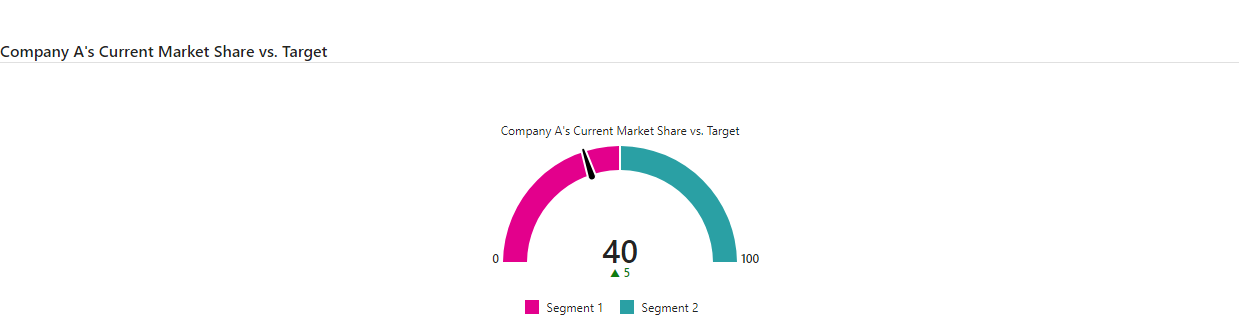 Company A's Current Market Share vs. Target
Company A's Current Market Share vs. Target
0
40
100
▲ 5
Segment 1
Segment 2